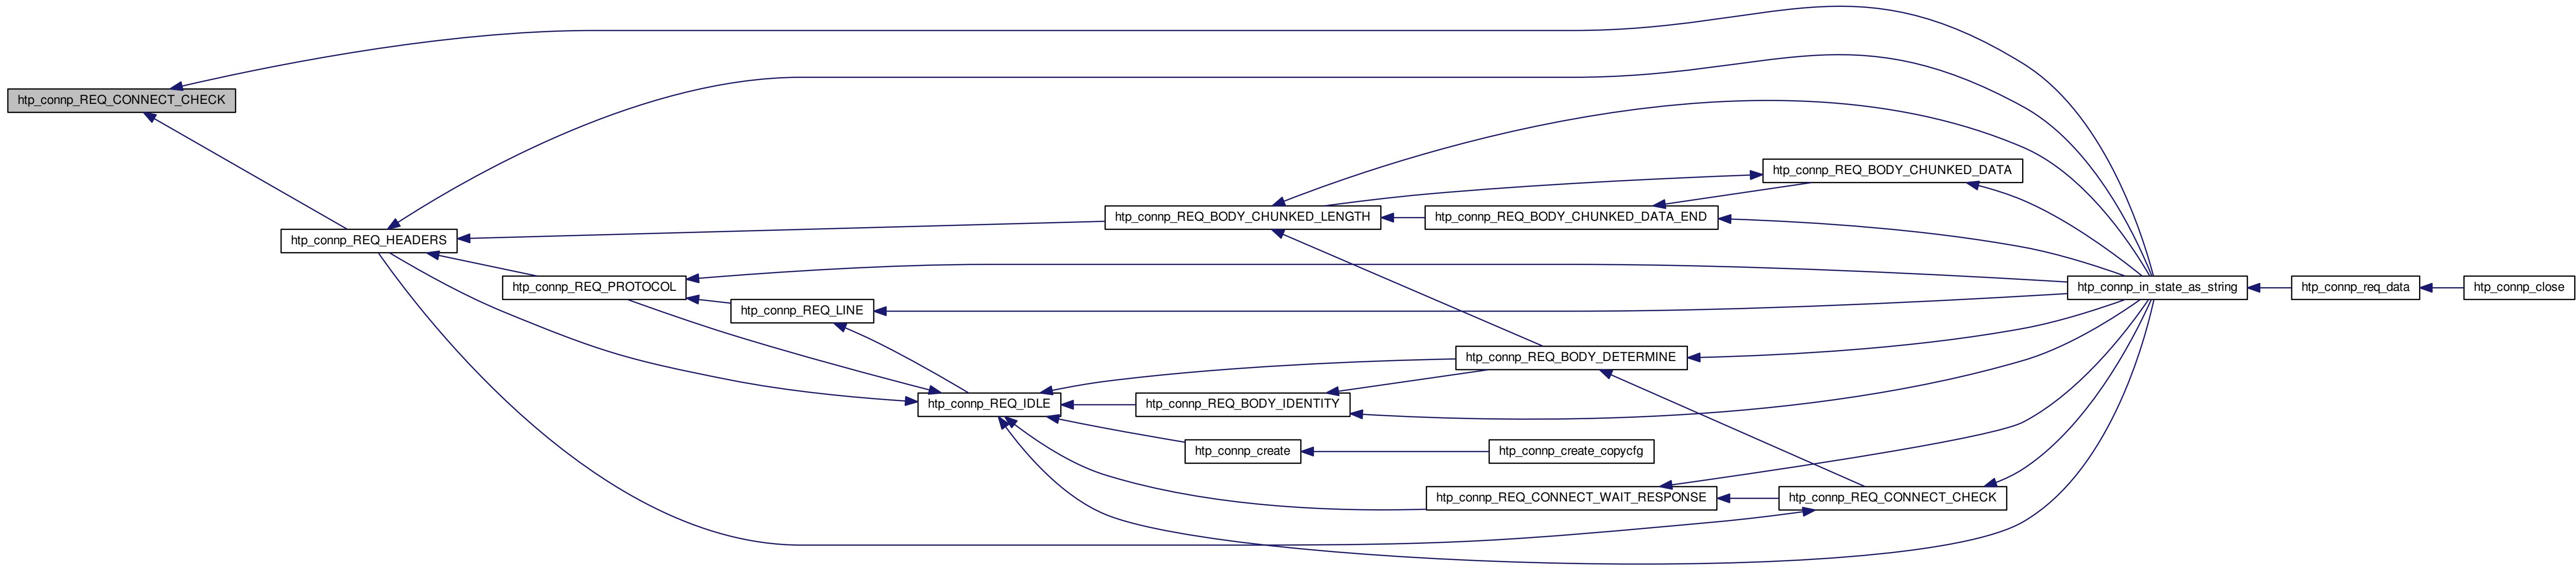 htp_connp_REQ_CONNECT_CHECK
htp_connp_REQ_BODY_CHUNKED_DATA
htp_connp_REQ_BODY_CHUNKED_LENGTH
htp_connp_REQ_BODY_CHUNKED_DATA_END
htp_connp_REQ_HEADERS
htp_connp_REQ_PROTOCOL
htp_connp_in_state_as_string
htp_connp_req_data
htp_connp_close
htp_connp_REQ_LINE
htp_connp_REQ_BODY_DETERMINE
htp_connp_REQ_IDLE
htp_connp_REQ_BODY_IDENTITY
htp_connp_create
htp_connp_create_copycfg
htp_connp_REQ_CONNECT_WAIT_RESPONSE
htp_connp_REQ_CONNECT_CHECK